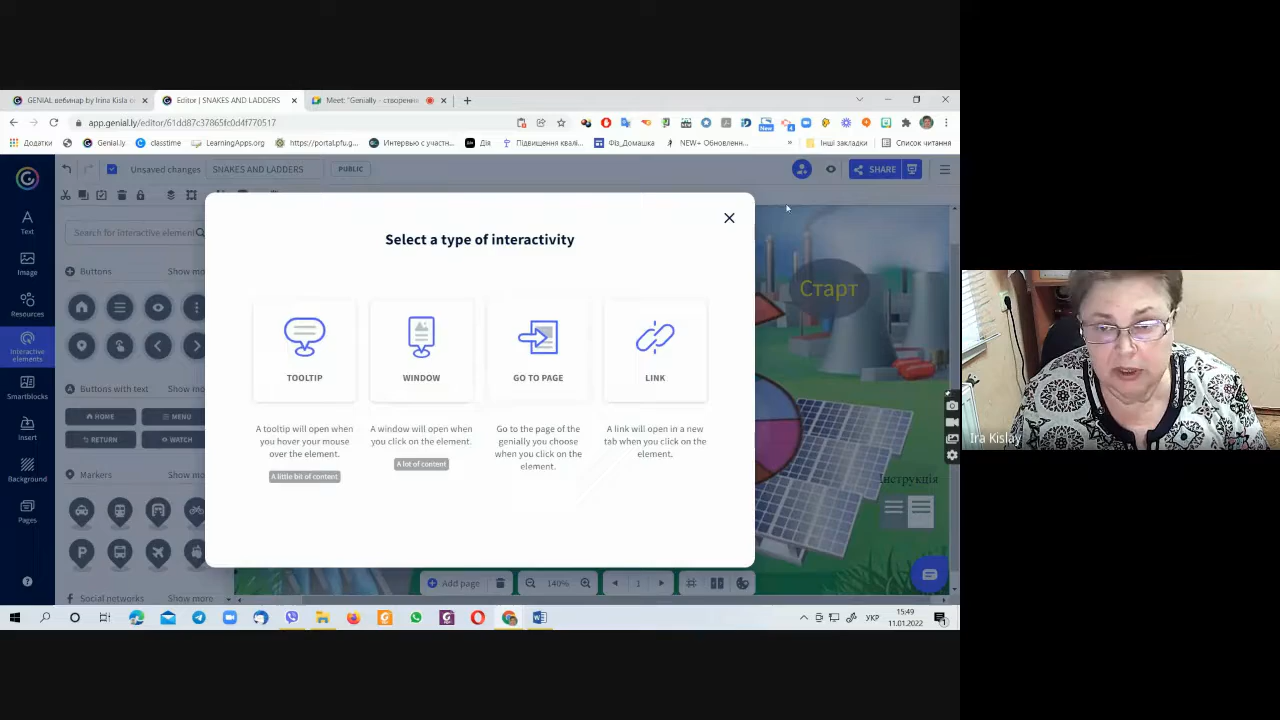 GENIAL вебинар by Irina Kisla
Editor | SNAKES AND LADDERS
Meet: "Genially - створення
app.genial.ly/editor/61dd87c37865fc0d4f770517
New
Додатки
Genial.ly
classtime
LearningApps.org
https://portal.pfu.g...
Интервью с участн...
Дія
Підвищення квалі...
Фіз_Домашка
NEW+ Обновленн...
Інші закладки
Список читання
Unsaved changes
SNAKES AND LADDERS
PUBLIC
SHARE
Text
Image
Resources
Interactive elements
Smartblocks
Insert
Background
Pages
Search for interactive element
Buttons
Show mo
Buttons with text
Show mo
HOME
MENU
RETURN
WATCH
Markers
Show mo
P
Social networks
Show more
Select a type of interactivity
TOOLTIP
WINDOW
GO TO PAGE
LINK
A tooltip will open when
you hover your mouse
over the element.
A little bit of content
A window will open when
you click on the element.
A lot of content
Go to the page of the
genially you choose
when you click on the
element.
A link will open in a new
tab when you click on the
element.
Старт
Інструкція
Add page
140%
1
УКР
15:49
11.01.2022
Ira Kislay